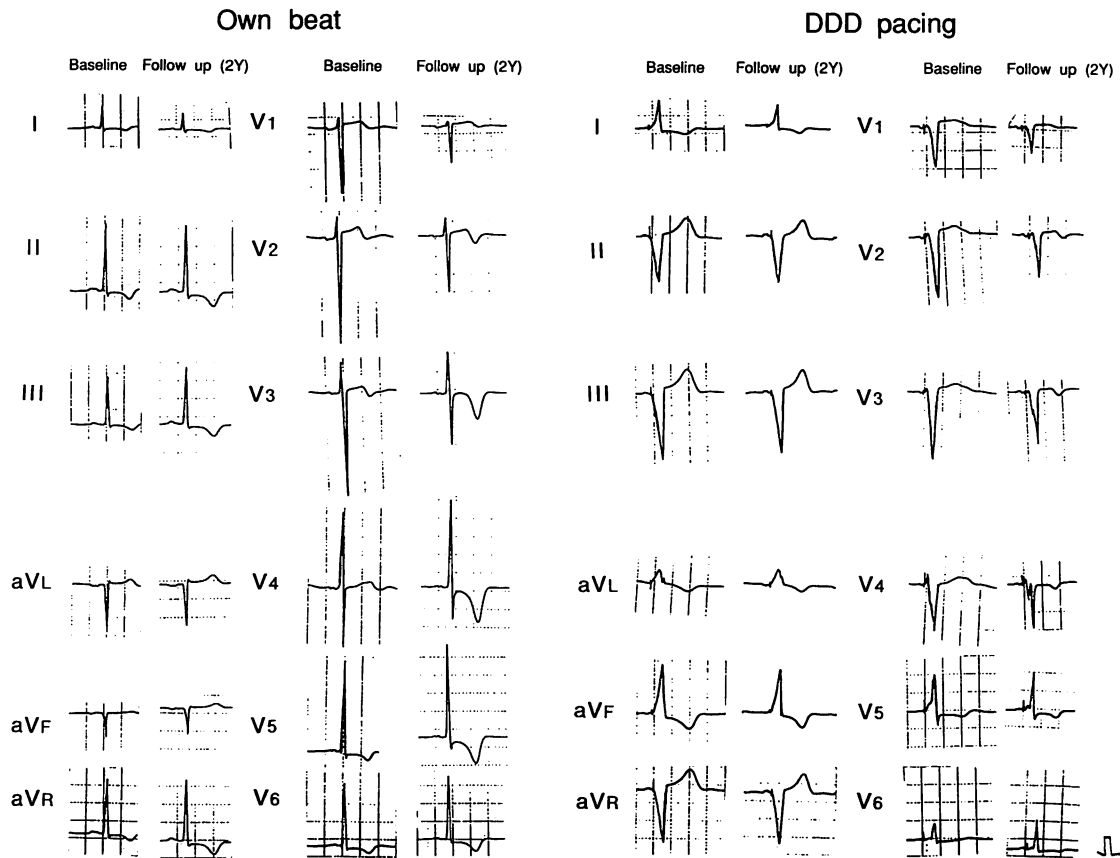 Own beat DDD pacing
Baseline Follow up (2Y) Baseline Follow up (2Y) Baseline Follow up (2Y) Baseline Follow up (2Y)
I V1 I V1
II V2 II V2
III V3 III V3
aVL V4 aVL V4
aVF V5 aVF V5
aVR V6 aVR V6